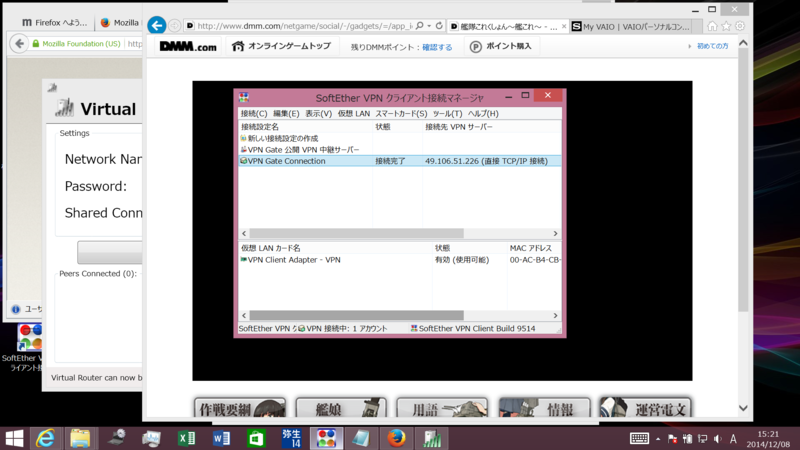 Firefox へよう...
Mozilla
Mozilla Foundation (US)
Virtual
Settings
Network Nam
Password:
Shared Conn
Peers Connected (0):
ユーサ
SoftEther V
ライアント接
Virtual Router can now b
http://www.dmm.com/netgame/social/-/gadgets/=/app_i
艦隊これくしょん〜艦これ〜 - ...
My VAIO | VAIOパーソナルコン...
DMM.com
オンラインゲームトップ
残りDMMポイント：確認する
ポイント購入
初めての方
SoftEther VPN クライアント接続マネージャ
接続(C) 編集(E) 表示(V) 仮想 LAN スマートカード(S) ツール(T) ヘルプ(H)
接続設定名 状態 接続先 VPN サーバー
新しい接続設定の作成
VPN Gate 公開 VPN 中継サーバー
VPN Gate Connection 接続完了 49.106.51.226 (直接 TCP/IP 接続)
仮想 LAN カード名 状態 MAC アドレス
VPN Client Adapter - VPN 有効 (使用可能) 00-AC-B4-CB-
SoftEther VPN ク
VPN 接続中: 1 アカウント
SoftEther VPN Client Build 9514
作戦要綱
艦娘
用語
情報
運営電文
弥生
14
A
15:21
2014/12/08